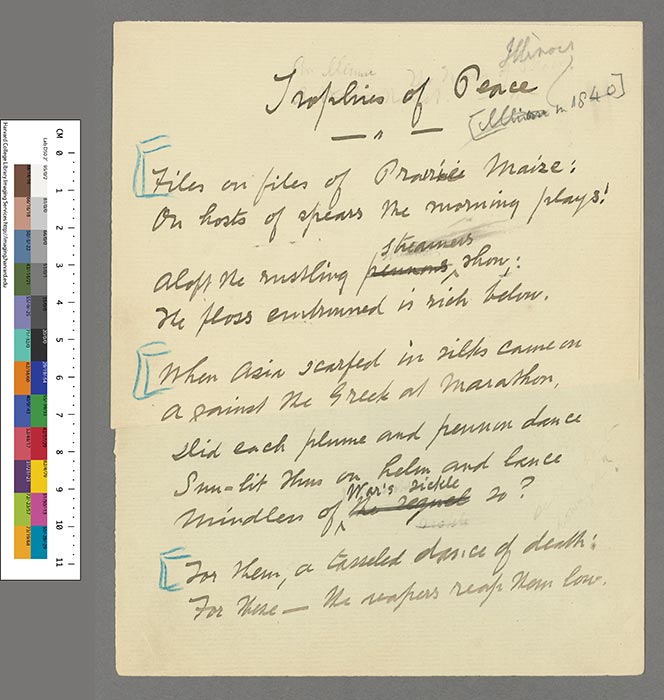 Illinois
Trophies of Peace
[Illinois in 1840]
Files on files of Prairie Maize:
On hosts of spears the morning plays!
Aloft the rustling pennons streamers show:
The floss embrowned is rich below.
When Asia scarfed in silks came on
Against the Greek at Marathon,
Did each plume and pennon dance
Sun-lit thus on helm and lance
Mindless of the sequel War's sickle so?
For them, a tasseled dance of death:
For these — the reapers reap them low.
CM 0 1 2 3 4 5 6 7 8 9 10 11
Harvard College Library Imaging Services http://imaging.harvard.edu